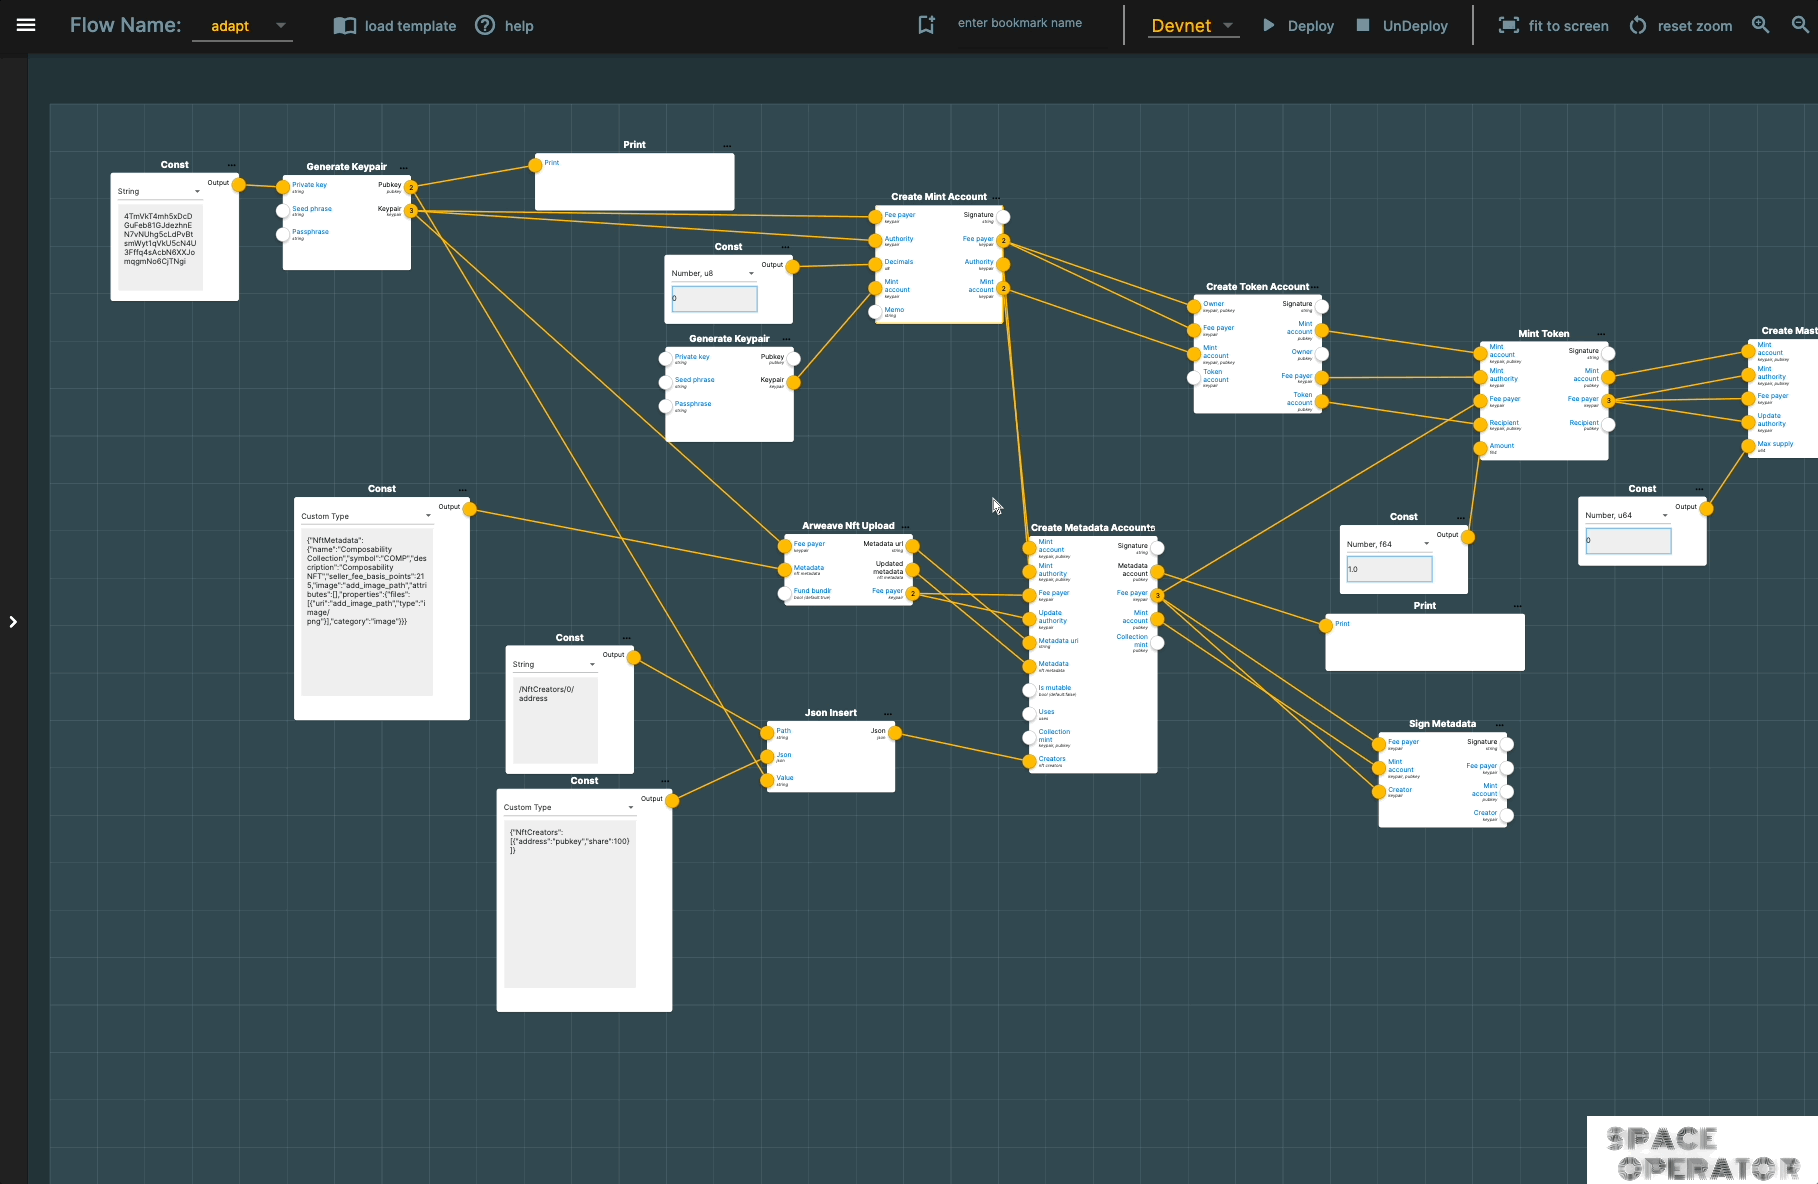 Flow Name: adapt load template help enter bookmark name Devnet Deploy UnDeploy fit to screen reset zoom
Const
Output
String
4TmVkT4mh5xDcD
GuFeb81GJdezhnE
N7vNUhg5cLdPvBt
smWyt1qVkU5cN4U
3Fffq4sAcbN6XXJo
mqgmNo6CjTNgi
Generate Keypair
Private key
string
Seed phrase
string
Passphrase
string
Pubkey
pubkey
2
Keypair
keypair
3
Print
Print
Const
Output
Number, u8
0
Generate Keypair
Private key
string
Seed phrase
string
Passphrase
string
Pubkey
pubkey
Keypair
keypair
Create Mint Account
Fee payer
keypair
Authority
keypair
Decimals
u8
Mint
account
keypair
Memo
string
Signature
string
Fee payer
keypair
2
Authority
keypair
Mint
account
keypair
2
Create Token Account
Owner
keypair, pubkey
Fee payer
keypair
Mint
account
keypair, pubkey
Token
account
keypair
Signature
string
Mint
account
pubkey
Owner
pubkey
Fee payer
keypair
Token
account
pubkey
Mint Token
Mint
account
keypair, pubkey
Mint
authority
keypair
Fee payer
keypair
Recipient
keypair, pubkey
Amount
f64
Signature
string
Mint
account
pubkey
Fee payer
keypair
3
Recipient
pubkey
Create Mast
Mint
account
keypair, pubkey
Mint
authority
keypair, pubkey
Fee payer
keypair
Update
authority
keypair
Max supply
u64
Const
Output
Number, u64
0
Const
Output
Number, f64
1.0
Print
Print
Const
Output
Custom Type
{"NftMetadata":
{"name":"Composability
Collection","symbol":"COMP","des
cription":"Composability
NFT","seller_fee_basis_points":21
5,"image":"add_image_path","attri
butes":[],"properties":{"files":
[{"uri":"add_image_path","type":"i
mage/
png"}],"category":"image"}}}
Arweave Nft Upload
Fee payer
keypair
Metadata
nft metadata
Fund bundlr
bool (default:true)
Metadata url
string
Updated
metadata
nft metadata
Fee payer
keypair
2
Const
Output
String
/NftCreators/0/
address
Const
Output
Custom Type
{"NftCreators":
[{"address":"pubkey","share":100}
]}
Json Insert
Path
string
Json
json
Value
string
Json
json
Create Metadata Accounts
Mint
account
keypair, pubkey
Mint
authority
keypair, pubkey
Fee payer
keypair
Update
authority
keypair
Metadata uri
string
Metadata
nft metadata
Is mutable
bool (default:false)
Uses
uses
Collection
mint
keypair, pubkey
Creators
nft creators
Signature
string
Metadata
account
pubkey
Fee payer
keypair
3
Mint
account
pubkey
Collection
mint
pubkey
Sign Metadata
Fee payer
keypair
Mint
account
keypair, pubkey
Creator
keypair
Signature
string
Fee payer
keypair
Mint
account
pubkey
Creator
keypair
SPACE
OPERATOR